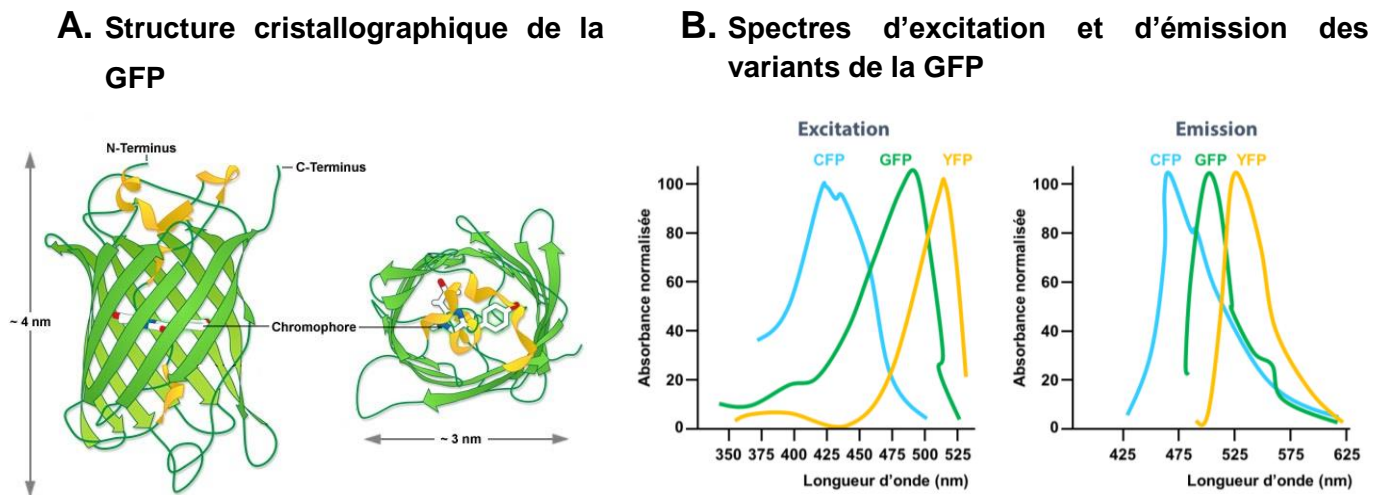 A. Structure cristallographique de la
GFP
N-Terminus
C-Terminus
~ 4 nm
Chromophore
~ 3 nm
B. Spectres d'excitation et d'émission des
variants de la GFP
Excitation
CFP GFP YFP
Absorbance normalisée
100
80
60
40
20
0
350 375 400 425 450 475 500 525
Longueur d'onde (nm)
Emission
CFP GFP YFP
Absorbance normalisée
100
80
60
40
20
0
425 475 525 575 625
Longueur d'onde (nm)